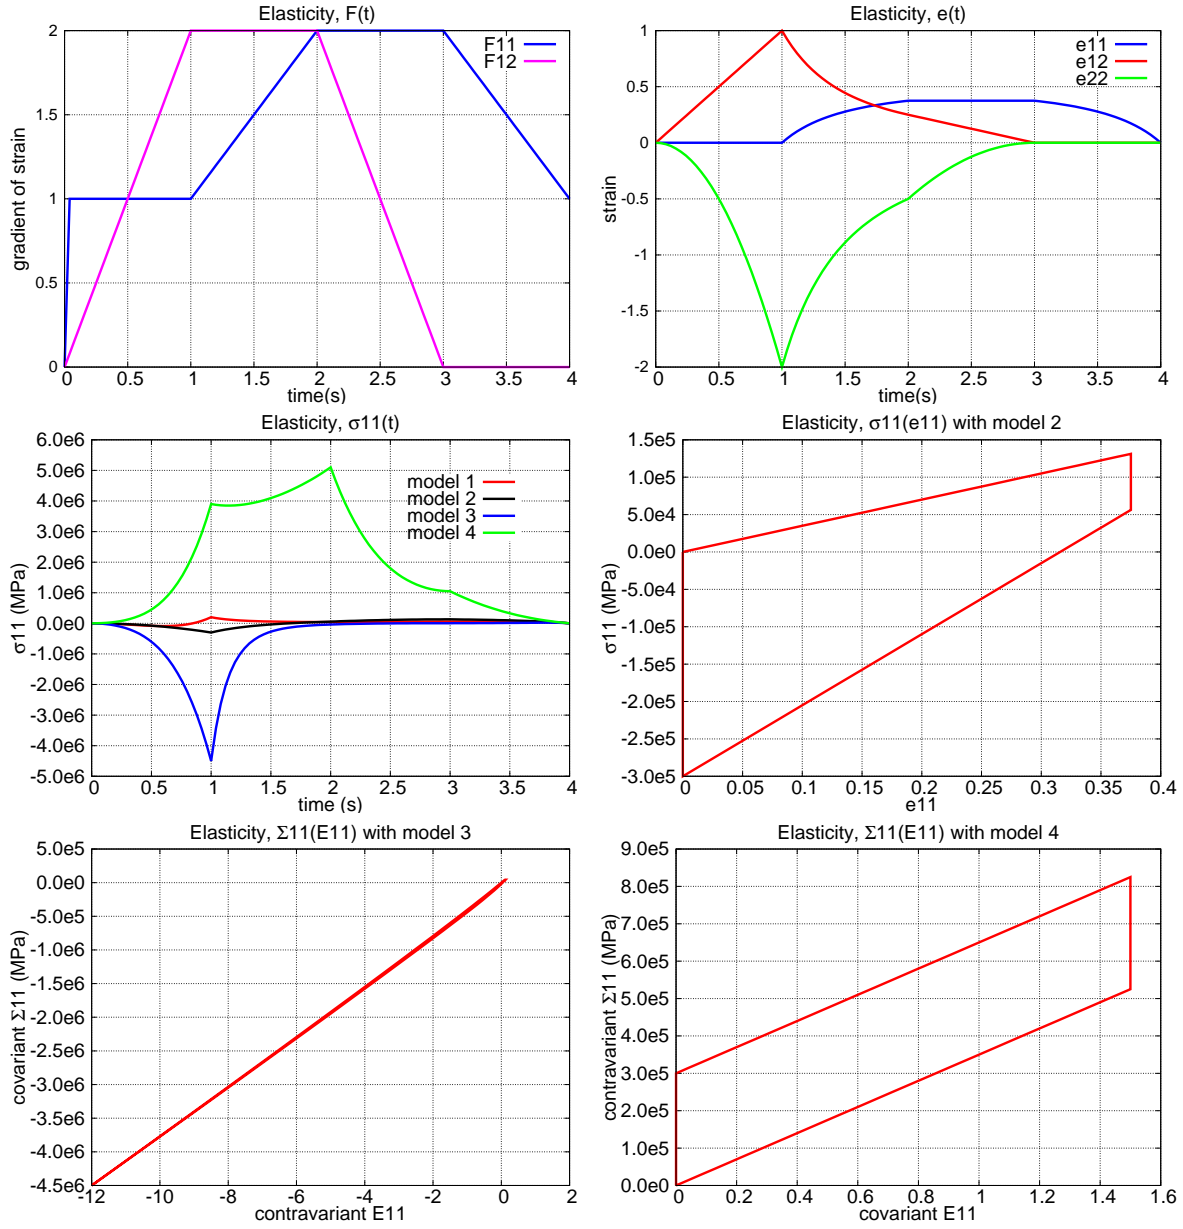 Elasticity, F(t)
gradient of strain
2
1.5
1
0.5
0
F11
F12
0 0.5 1 1.5 2 2.5 3 3.5 4
time(s)
Elasticity, e(t)
strain
1
0.5
0
-0.5
-1
-1.5
-2
e11
e12
e22
0 0.5 1 1.5 2 2.5 3 3.5 4
time(s)
Elasticity, σ11(t)
σ11 (MPa)
6.0e6
5.0e6
4.0e6
3.0e6
2.0e6
1.0e6
0.0e0
-1.0e6
-2.0e6
-3.0e6
-4.0e6
-5.0e6
model 1
model 2
model 3
model 4
0 0.5 1 1.5 2 2.5 3 3.5 4
time (s)
Elasticity, σ11(e11) with model 2
σ11 (MPa)
1.5e5
1.0e5
5.0e4
0.0e0
-5.0e4
-1.0e5
-1.5e5
-2.0e5
-2.5e5
-3.0e5
0 0.05 0.1 0.15 0.2 0.25 0.3 0.35 0.4
e11
Elasticity, Σ11(E11) with model 3
covariant Σ11 (MPa)
5.0e5
0.0e0
-5.0e5
-1.0e6
-1.5e6
-2.0e6
-2.5e6
-3.0e6
-3.5e6
-4.0e6
-4.5e6
-12 -10 -8 -6 -4 -2 0 2
contravariant E11
Elasticity, Σ11(E11) with model 4
contravariant Σ11 (MPa)
9.0e5
8.0e5
7.0e5
6.0e5
5.0e5
4.0e5
3.0e5
2.0e5
1.0e5
0.0e0
0 0.2 0.4 0.6 0.8 1 1.2 1.4 1.6
covariant E11